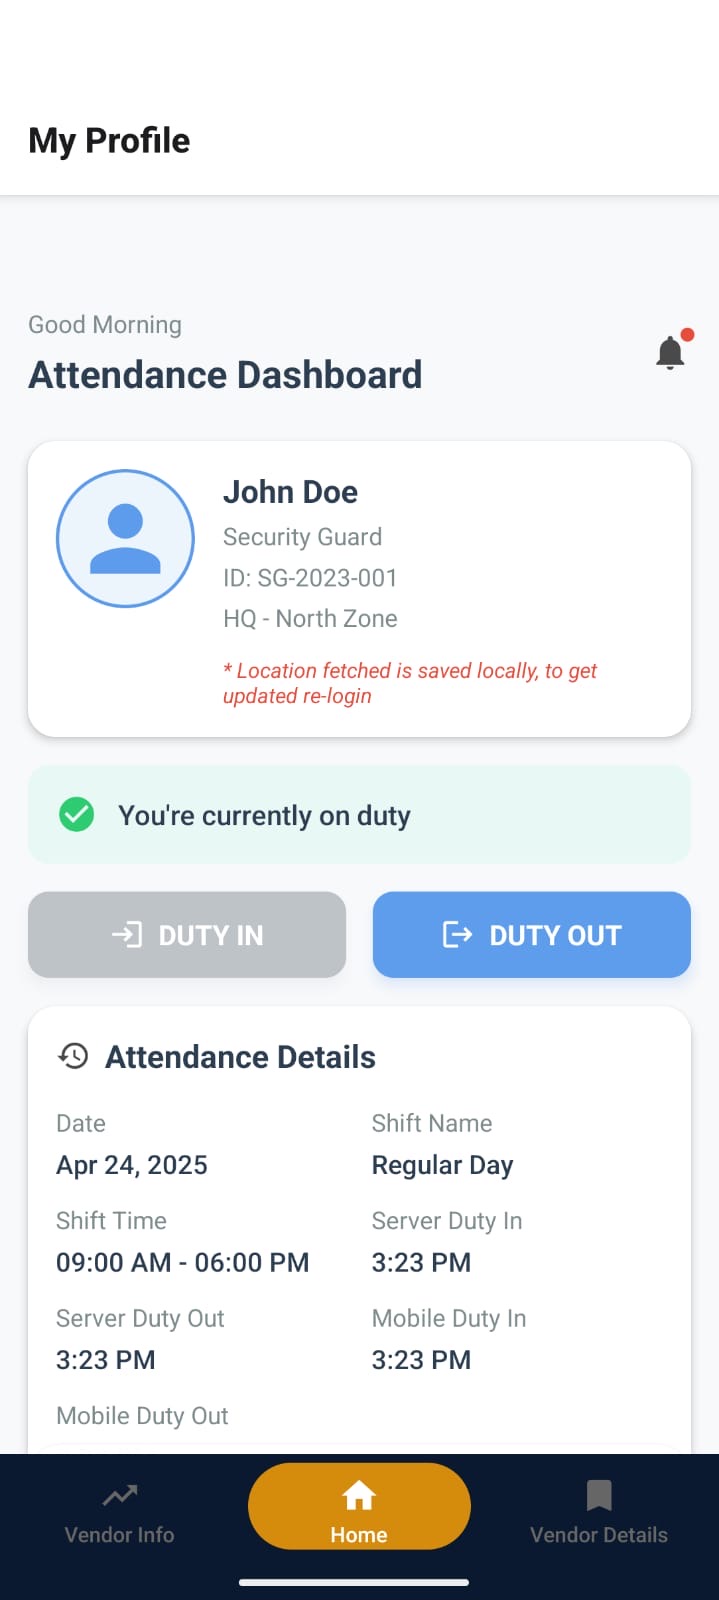 My Profile
Good Morning
Attendance Dashboard
John Doe
Security Guard
ID: SG-2023-001
HQ - North Zone
* Location fetched is saved locally, to get
updated re-login
You're currently on duty
DUTY IN
DUTY OUT
Attendance Details
Date
Shift Name
Apr 24, 2025
Regular Day
Shift Time
Server Duty In
09:00 AM - 06:00 PM
3:23 PM
Server Duty Out
Mobile Duty In
3:23 PM
3:23 PM
Mobile Duty Out
Vendor Info
Home
Vendor Details